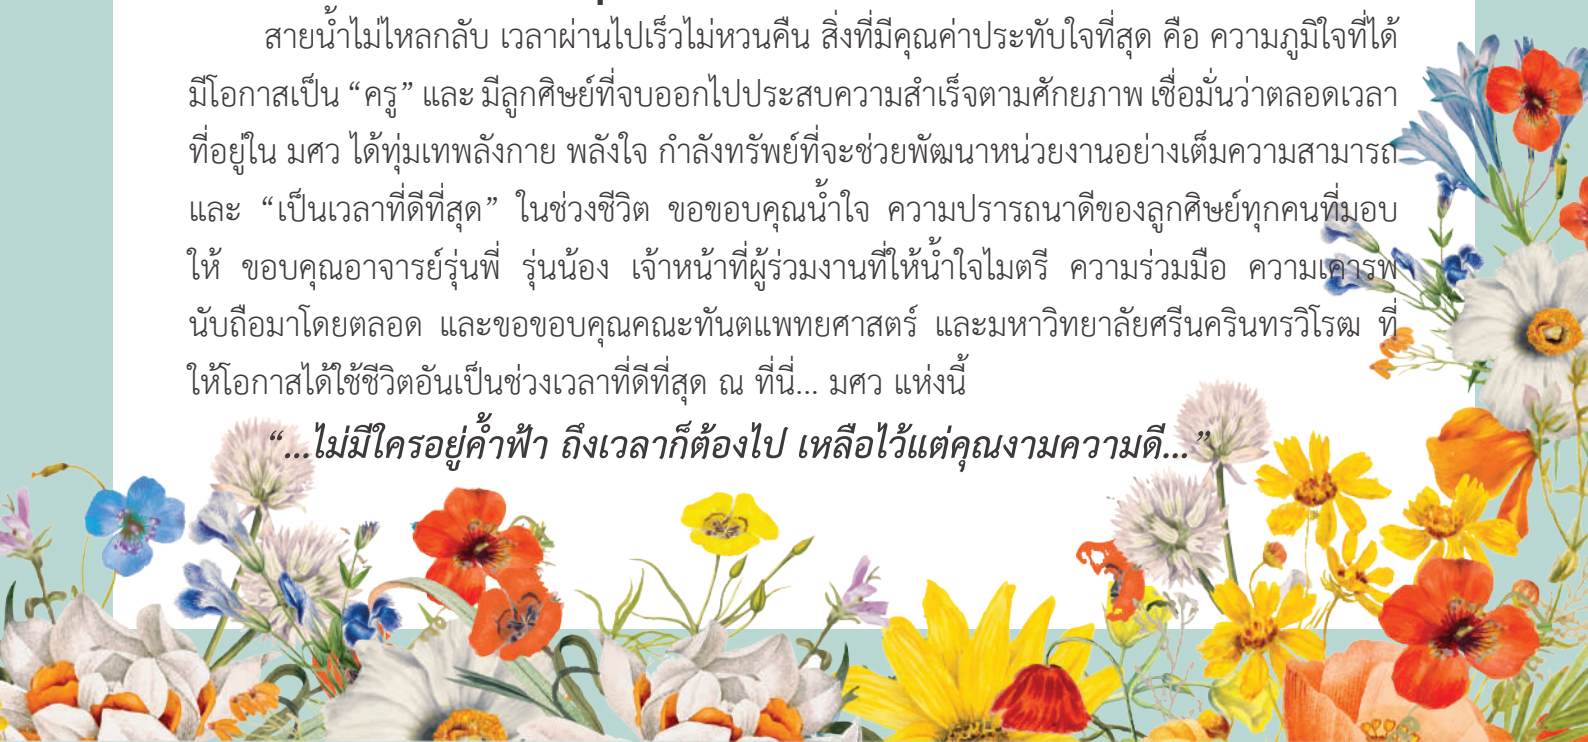 สายน้ำไม่ไหลกลับ เวลาผ่านไปเร็วไม่หวนคืน สิ่งที่มีคุณค่าประทับใจที่สุด คือ ความภูมิใจที่ได้
มีโอกาสเป็น “ครู” และ มีลูกศิษย์ที่จบออกไปประสบความสำเร็จตามศักยภาพ เชื่อมั่นว่าตลอดเวลา
ที่อยู่ใน มศว ได้ทุ่มเทพลังกาย พลังใจ กำลังทรัพย์ที่จะช่วยพัฒนาหน่วยงานอย่างเต็มความสามารถ
และ “เป็นเวลาที่ดีที่สุด” ในช่วงชีวิต ขอขอบคุณน้ำใจ ความปรารถนาดีของลูกศิษย์ทุกคนที่มอบ
ให้ ขอบคุณอาจารย์รุ่นพี่ รุ่นน้อง เจ้าหน้าที่ผู้ร่วมงานที่ให้น้ำใจไมตรี ความร่วมมือ ความเคารพ
นับถือมาโดยตลอด และขอขอบคุณคณะทันตแพทยศาสตร์ และมหาวิทยาลัยศรีนครินทรวิโรฒ ที่
ให้โอกาสได้ใช้ชีวิตอันเป็นช่วงเวลาที่ดีที่สุด ณ ที่นี่... มศว แห่งนี้
“...ไม่มีใครอยู่ค้ำฟ้า ถึงเวลาก็ต้องไป เหลือไว้แต่คุณงามความดี...”